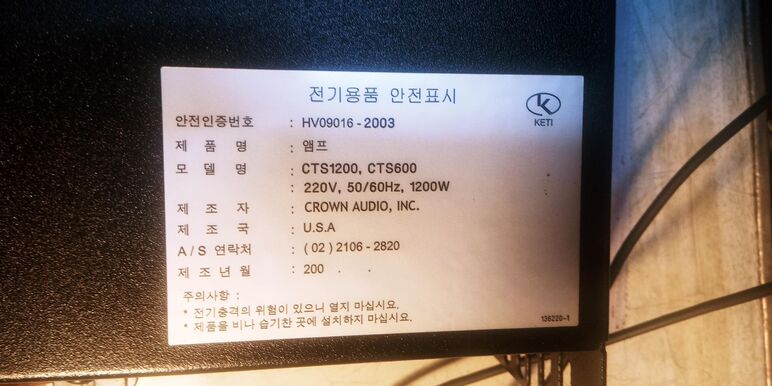 전기용품 안전표시
K
KETI
안전인증번호 : HV09016-2003
제 품 명 : 앰프
모 델 명 : CTS1200, CTS600
: 220V, 50/60Hz, 1200W
제 조 자 : CROWN AUDIO, INC.
제 조 국 : U.S.A
A/S 연락처 : (02) 2106-2820
제 조 년 월 : 200 . .
주의사항 :
* 전기충격의 위험이 있으니 열지 마십시요.
* 제품을 비나 습기찬 곳에 설치하지 마십시요.
136220-1